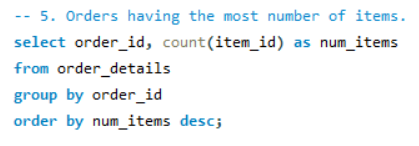 -- 5. Orders having the most number of items.
select order_id, count(item_id) as num_items
from order_details
group by order_id
order by num_items desc;